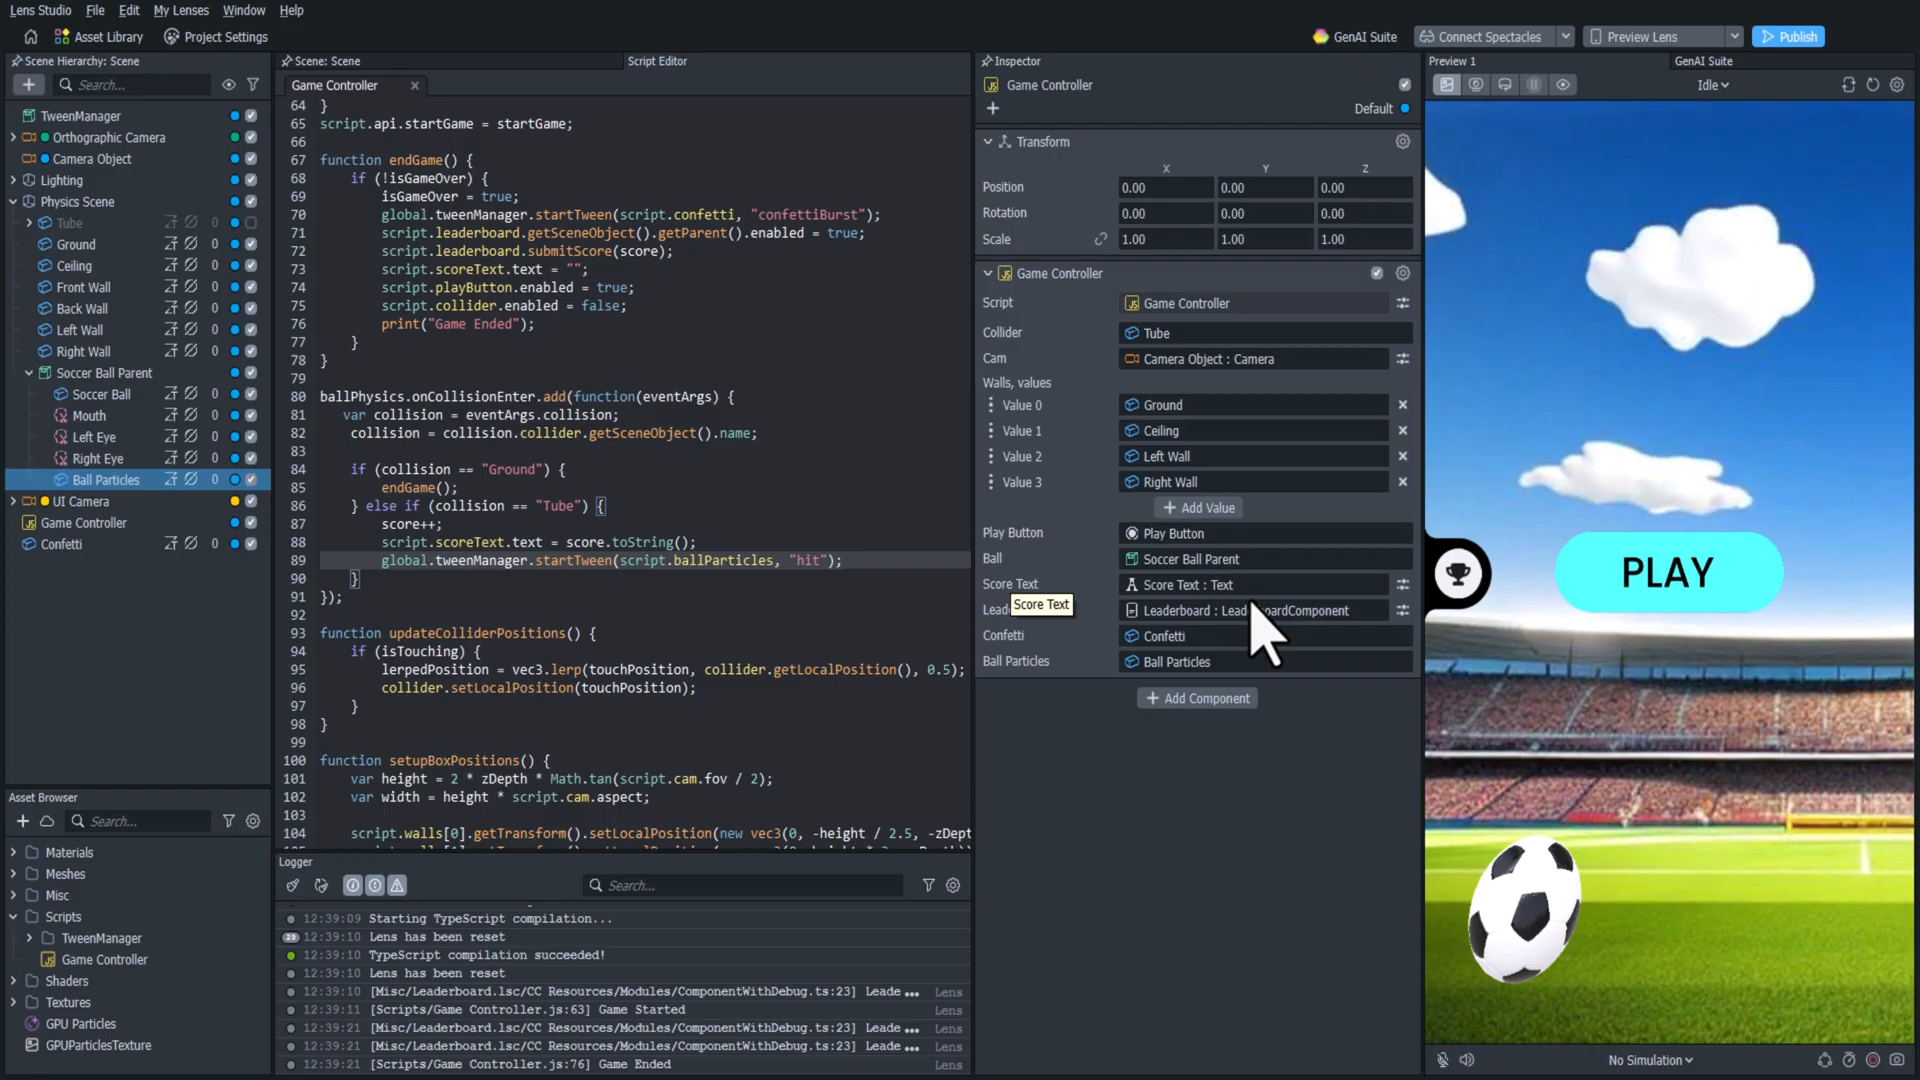 Lens Studio File Edit My Lenses Window Help
Asset Library Project Settings GenAI Suite Connect Spectacles Preview Lens Publish
Scene Hierarchy: Scene
Search...
TweenManager
Orthographic Camera
Camera Object
Lighting
Physics Scene
Tube 0
Ground 0
Ceiling 0
Front Wall 0
Back Wall 0
Left Wall 0
Right Wall 0
Soccer Ball Parent
Soccer Ball 0
Mouth 0
Left Eye 0
Right Eye 0
Ball Particles 0
UI Camera
Game Controller
Confetti 0
Asset Browser
Search...
Materials
Meshes
Misc
Scripts
TweenManager
Game Controller
Shaders
Textures
GPU Particles
GPUParticlesTexture
Scene: Scene Script Editor
Game Controller
64 }
65 script.api.startGame = startGame;
66
67 function endGame() {
68 if (!isGameOver) {
69 isGameOver = true;
70 global.tweenManager.startTween(script.confetti, "confettiBurst");
71 script.leaderboard.getSceneObject().getParent().enabled = true;
72 script.leaderboard.submitScore(score);
73 script.scoreText.text = "";
74 script.playButton.enabled = true;
75 script.collider.enabled = false;
76 print("Game Ended");
77 }
78 }
79
80 ballPhysics.onCollisionEnter.add(function(eventArgs) {
81 var collision = eventArgs.collision;
82 collision = collision.collider.getSceneObject().name;
83
84 if (collision == "Ground") {
85 endGame();
86 } else if (collision == "Tube") {
87 score++;
88 script.scoreText.text = score.toString();
89 global.tweenManager.startTween(script.ballParticles, "hit");
90 }
91 });
92
93 function updateColliderPositions() {
94 if (isTouching) {
95 lerpedPosition = vec3.lerp(touchPosition, collider.getLocalPosition(), 0.5);
96 collider.setLocalPosition(touchPosition);
97 }
98 }
99
100 function setupBoxPositions() {
101 var height = 2 * zDepth * Math.tan(script.cam.fov / 2);
102 var width = height * script.cam.aspect;
103
104 script.walls[0].getTransform().setLocalPosition(new vec3(0, -height / 2.5, -zDept
Logger
Search...
12:39:09 Starting TypeScript compilation...
12:39:10 Lens has been reset
12:39:10 TypeScript compilation succeeded!
12:39:10 Lens has been reset
12:39:10 [Misc/Leaderboard.lsc/CC Resources/Modules/ComponentWithDebug.ts:23] Leade ... Lens
12:39:11 [Scripts/Game Controller.js:63] Game Started Lens
12:39:21 [Misc/Leaderboard.lsc/CC Resources/Modules/ComponentWithDebug.ts:23] Leade ... Lens
12:39:21 [Misc/Leaderboard.lsc/CC Resources/Modules/ComponentWithDebug.ts:23] Leade ... Lens
12:39:21 [Scripts/Game Controller.js:76] Game Ended Lens
Inspector
Game Controller
Default
Transform
X Y Z
Position 0.00 0.00 0.00
Rotation 0.00 0.00 0.00
Scale 1.00 1.00 1.00
Game Controller
Script Game Controller
Collider Tube
Cam Camera Object : Camera
Walls, values
Value 0 Ground
Value 1 Ceiling
Value 2 Left Wall
Value 3 Right Wall
Add Value
Play Button Play Button
Ball Soccer Ball Parent
Score Text Score Text : Text
Score Text
Confetti Confetti
Ball Particles Ball Particles
Add Component
Preview 1 GenAI Suite
Idle
PLAY
No Simulation